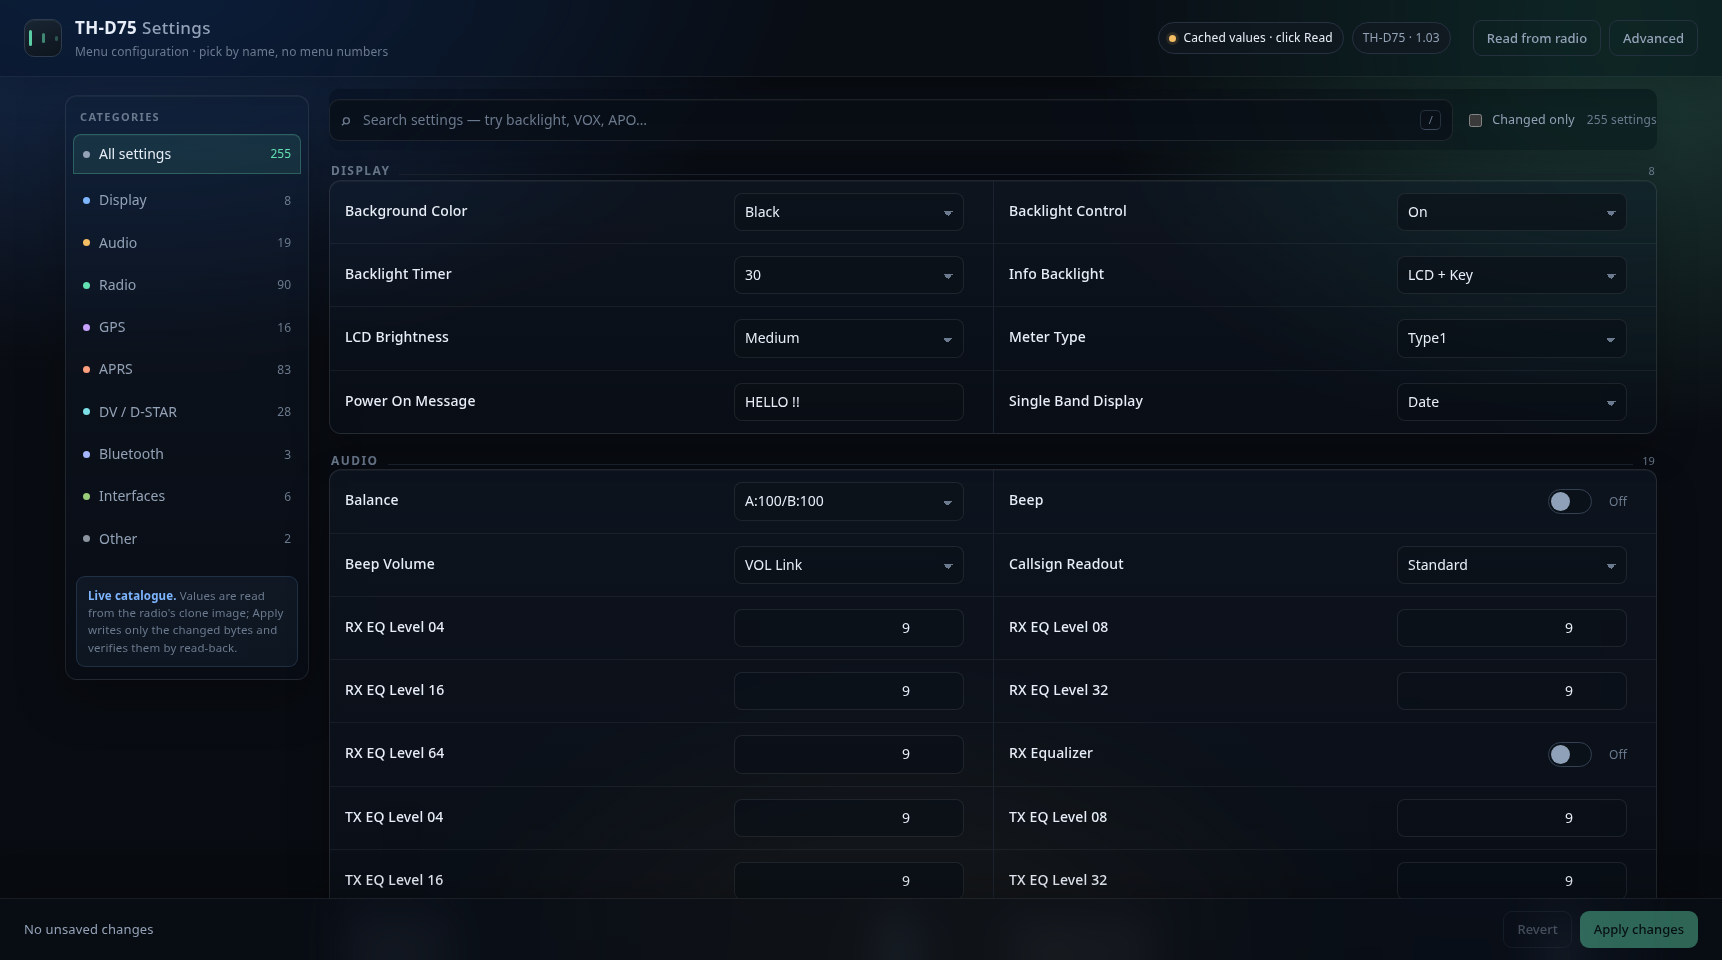 TH-D75 Settings
Menu configuration · pick by name, no menu numbers
Cached values · click Read
TH-D75 · 1.03
Read from radio
Advanced
CATEGORIES
All settings 255
Display 8
Audio 19
Radio 90
GPS 16
APRS 83
DV / D-STAR 28
Bluetooth 3
Interfaces 6
Other 2
Live catalogue. Values are read
from the radio's clone image; Apply
writes only the changed bytes and
verifies them by read-back.
Search settings — try backlight, VOX, APO...
/
Changed only
255 settings
DISPLAY 8
Background Color Black
Backlight Control On
Backlight Timer 30
Info Backlight LCD + Key
LCD Brightness Medium
Meter Type Type1
Power On Message HELLO !!
Single Band Display Date
AUDIO 19
Balance A:100/B:100
Beep Off
Beep Volume VOL Link
Callsign Readout Standard
RX EQ Level 04 9
RX EQ Level 08 9
RX EQ Level 16 9
RX EQ Level 32 9
RX EQ Level 64 9
RX Equalizer Off
TX EQ Level 04 9
TX EQ Level 08 9
TX EQ Level 16 9
TX EQ Level 32 9
No unsaved changes
Revert
Apply changes